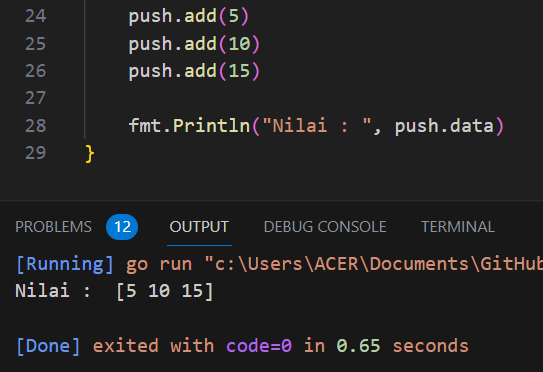 24 push.add(5)
25 push.add(10)
26 push.add(15)
27
28 fmt.Println("Nilai : ", push.data)
29 }
PROBLEMS 12 OUTPUT DEBUG CONSOLE TERMINAL
[Running] go run "c:\Users\ACER\Documents\GitHub
Nilai :  [5 10 15]
[Done] exited with code=0 in 0.65 seconds